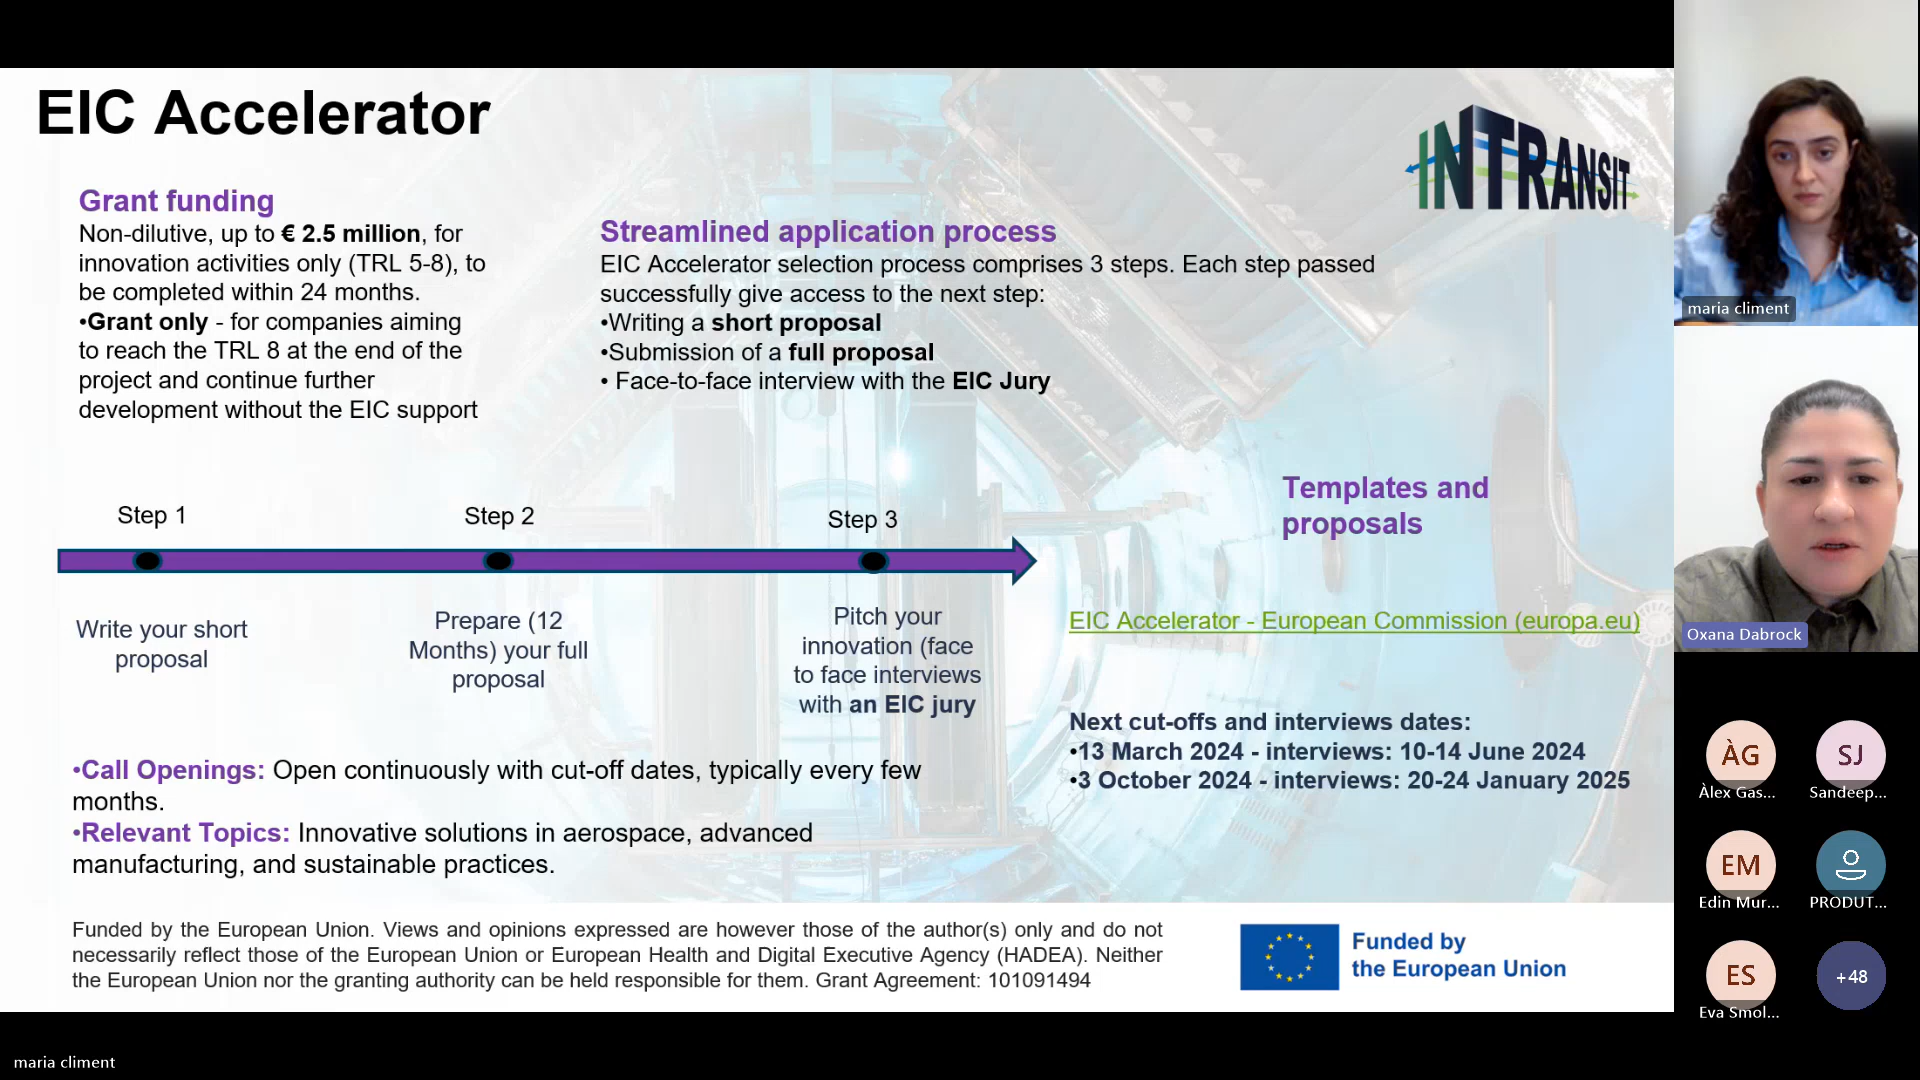 EIC Accelerator
INTRANSIT
Grant funding
Non-dilutive, up to € 2.5 million, for
innovation activities only (TRL 5-8), to
be completed within 24 months.
•Grant only - for companies aiming
to reach the TRL 8 at the end of the
project and continue further
development without the EIC support
Streamlined application process
EIC Accelerator selection process comprises 3 steps. Each step passed
successfully give access to the next step:
•Writing a short proposal
•Submission of a full proposal
• Face-to-face interview with the EIC Jury
Step 1
Step 2
Step 3
Write your short
proposal
Prepare (12
Months) your full
proposal
Pitch your
innovation (face
to face interviews
with an EIC jury
Templates and
proposals
EIC Accelerator - European Commission (europa.eu)
Next cut-offs and interviews dates:
•13 March 2024 - interviews: 10-14 June 2024
•3 October 2024 - interviews: 20-24 January 2025
•Call Openings: Open continuously with cut-off dates, typically every few
months.
•Relevant Topics: Innovative solutions in aerospace, advanced
manufacturing, and sustainable practices.
Funded by the European Union. Views and opinions expressed are however those of the author(s) only and do not
necessarily reflect those of the European Union or European Health and Digital Executive Agency (HADEA). Neither
the European Union nor the granting authority can be held responsible for them. Grant Agreement: 101091494
Funded by
the European Union
maria climent
Oxana Dabrock
ÀG
Àlex Gas...
SJ
Sandeep...
EM
Edin Mur...
PRODUT...
ES
Eva Smol...
+48
maria climent